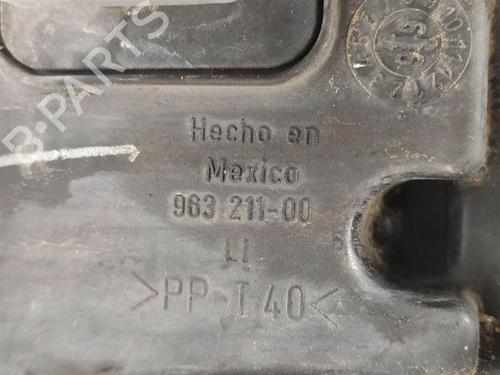 B-PARTS
Hecho en
Mexico
963 211-00
LI
>PP-T40<